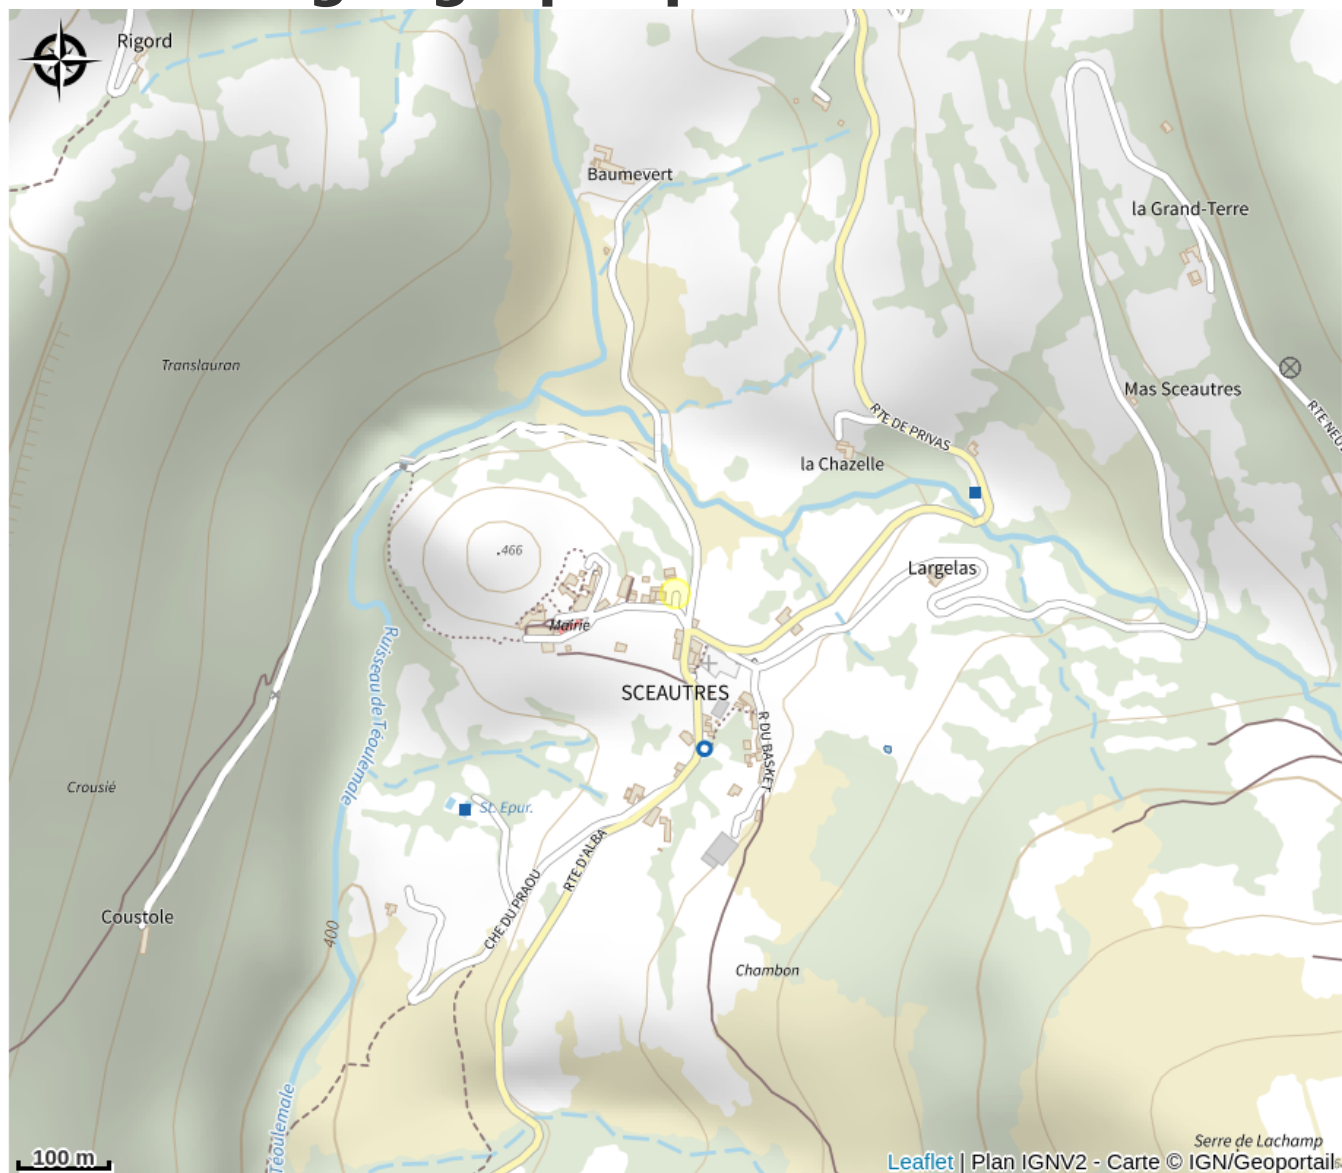 Rigord
Baumevert
la Grand-Terre
Translauran
Mas Sceautres
RTE DE PRIVAS
la Chazelle
.466
Largelas
Mairie
SCEAUTRES
Ruisseau de Téoulemale
R DU BASKET
Crousié
St. Epur.
RTE D'ALBA
CHE DU PRAOU
Coustole
400
Chambon
Téoulemale
Serre de Lachamp
100 m
Leaflet | Plan IGNV2 - Carte © IGN/Geoportail